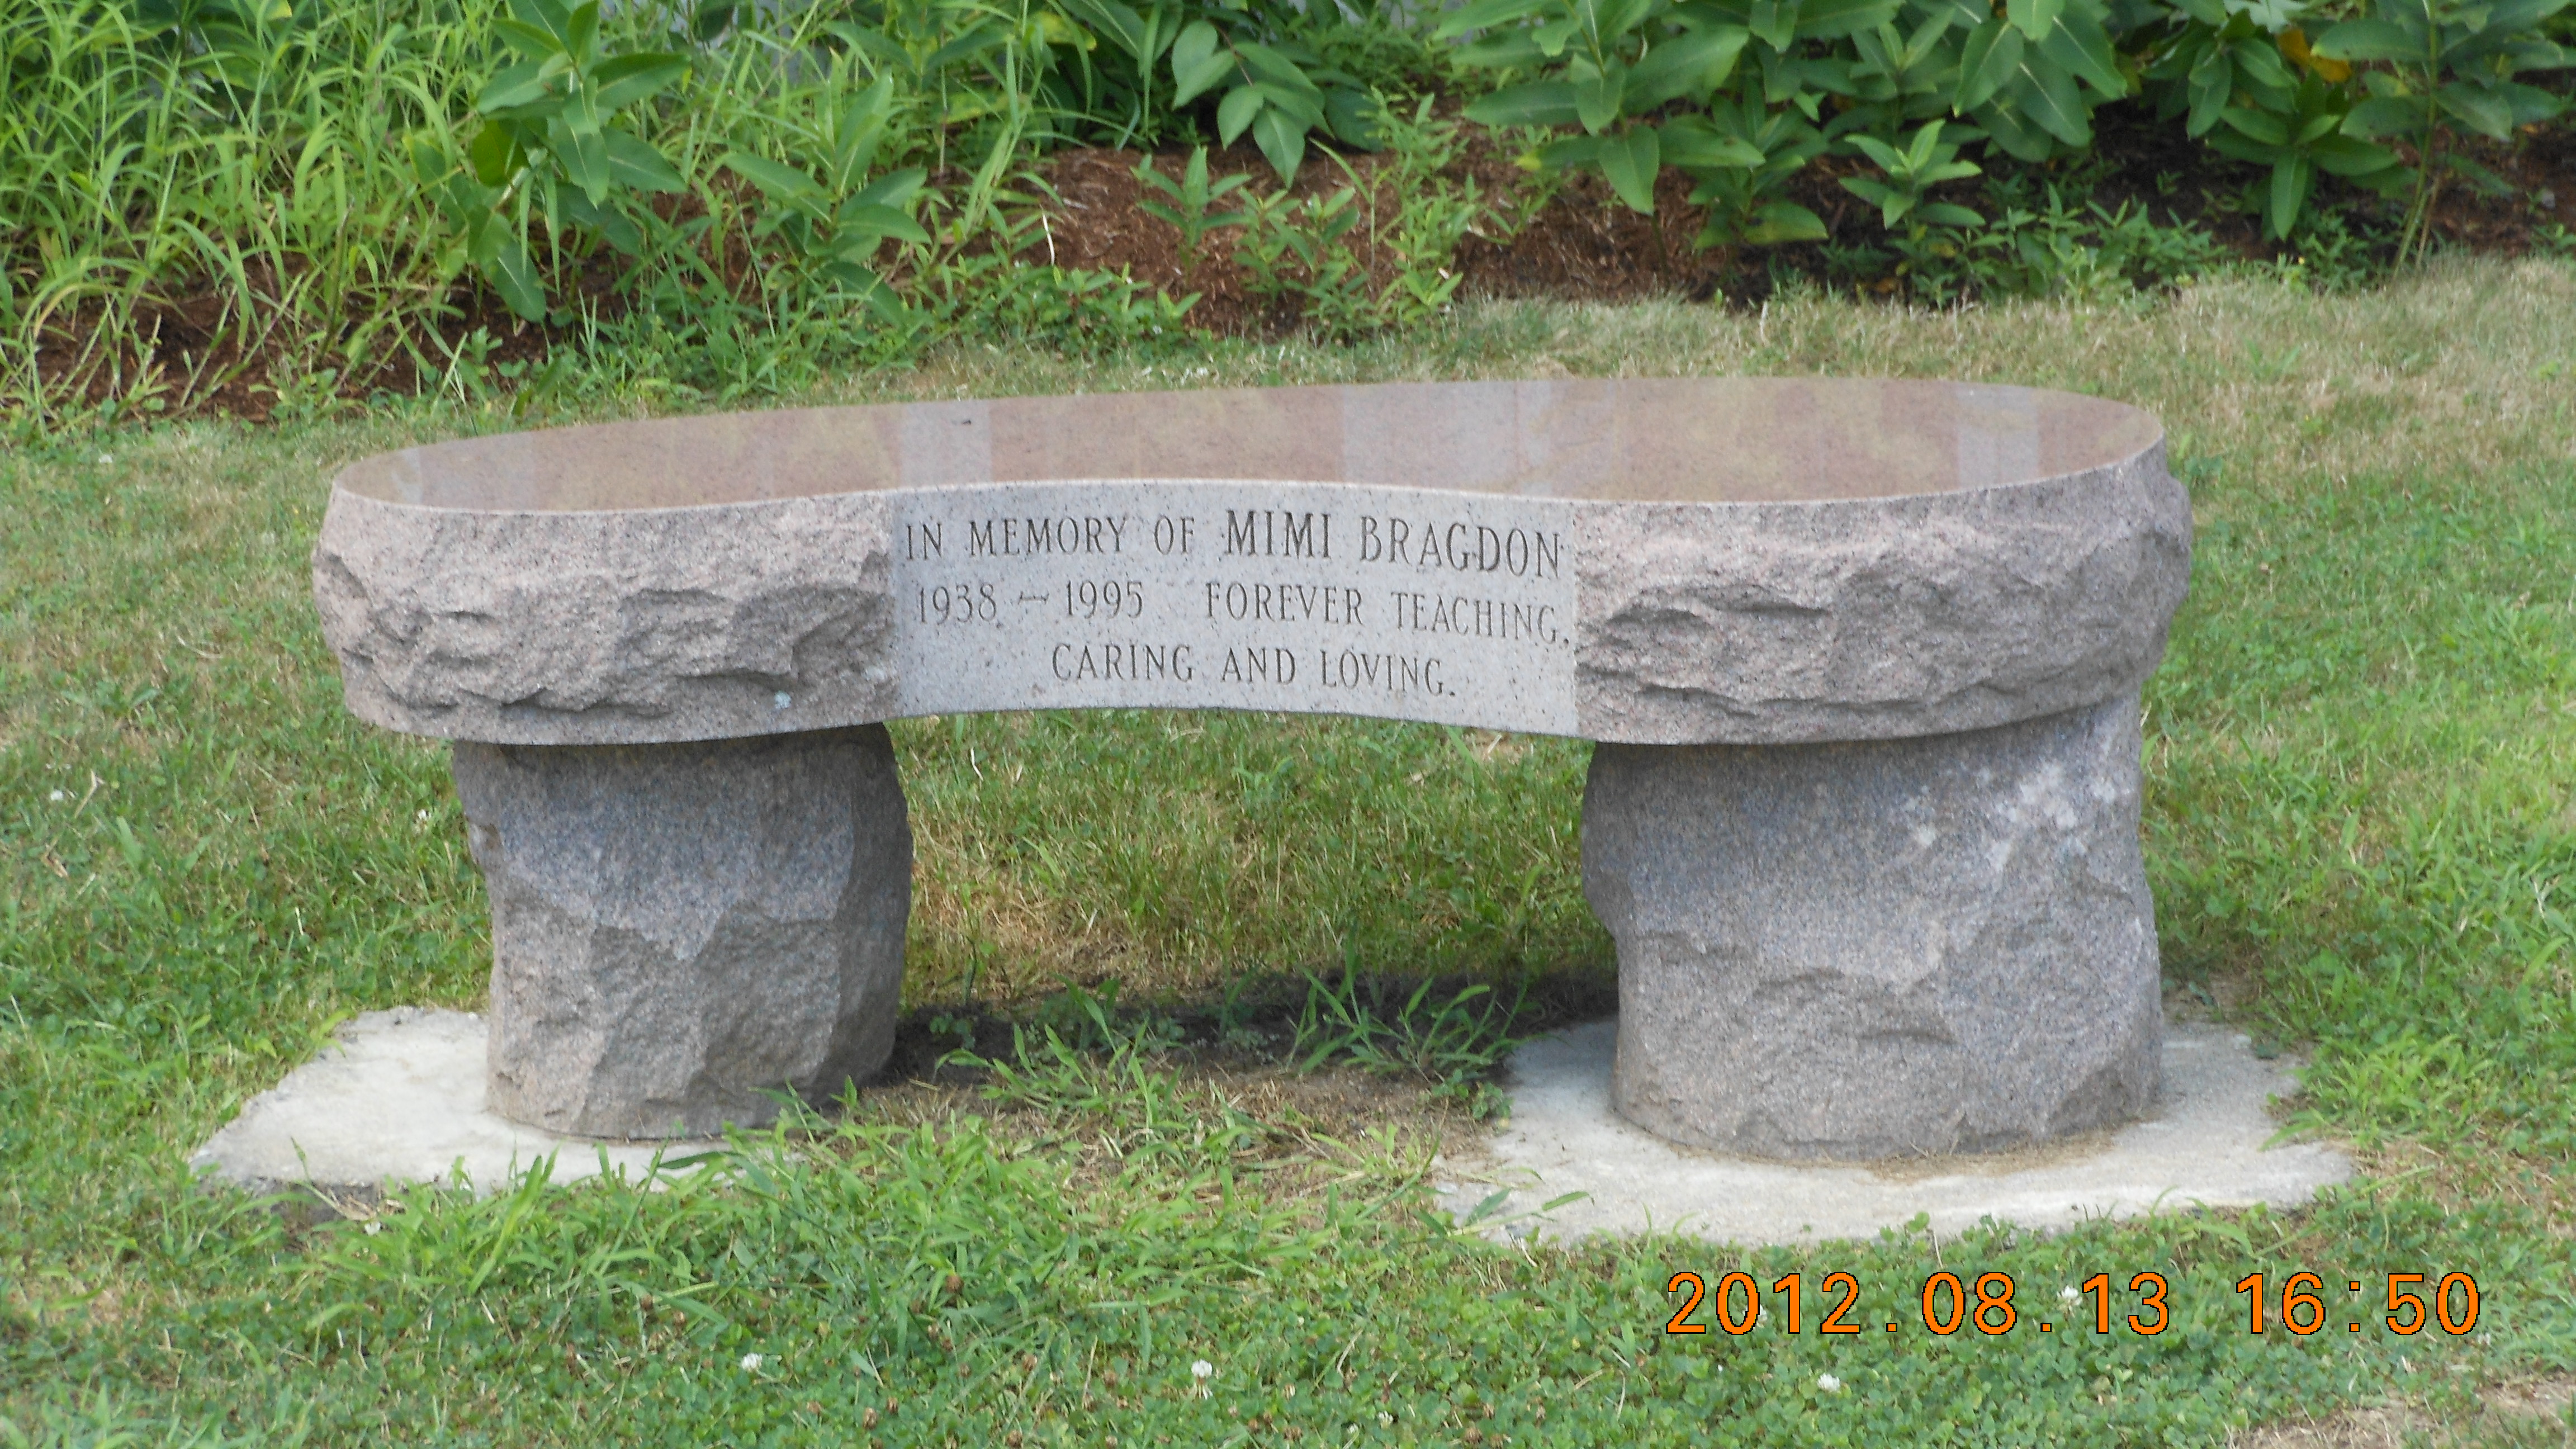 IN MEMORY OF MIMI BRAGDON
1938 - 1995 FOREVER TEACHING,
CARING AND LOVING.
2012.08.13 16:50